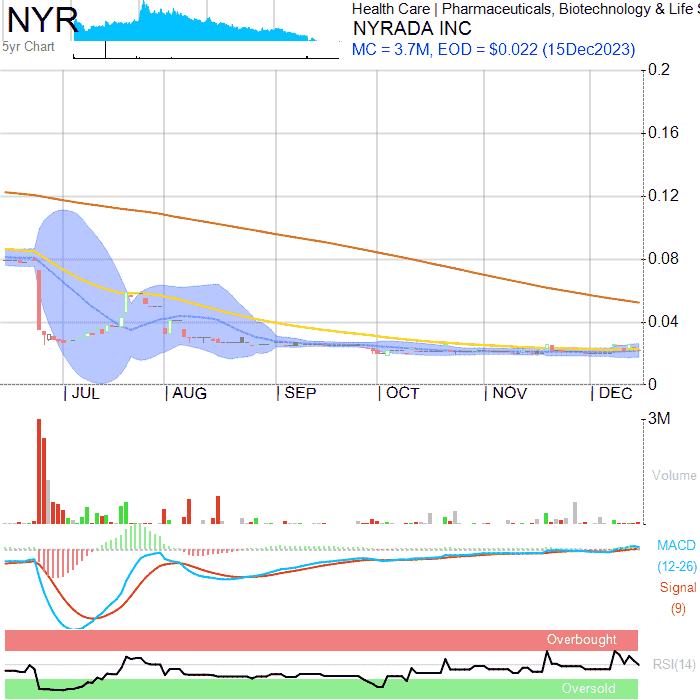 NYR
Health Care | Pharmaceuticals, Biotechnology & Life S
NYRADA INC
5yr Chart
MC = 3.7M, EOD = $0.022 (15Dec2023)
0.2
0.16
0.12
0.08
0.04
0
JUL AUG SEP OCT NOV DEC
3M
Volume
MACD
(12-26)
Signal
(9)
Overbought
RSI(14)
Oversold